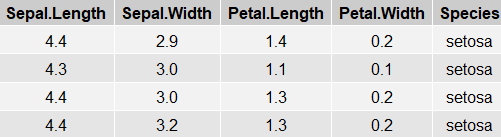 Sepal.Length Sepal.Width Petal.Length Petal.Width Species
4.4 2.9 1.4 0.2 setosa
4.3 3.0 1.1 0.1 setosa
4.4 3.0 1.3 0.2 setosa
4.4 3.2 1.3 0.2 setosa